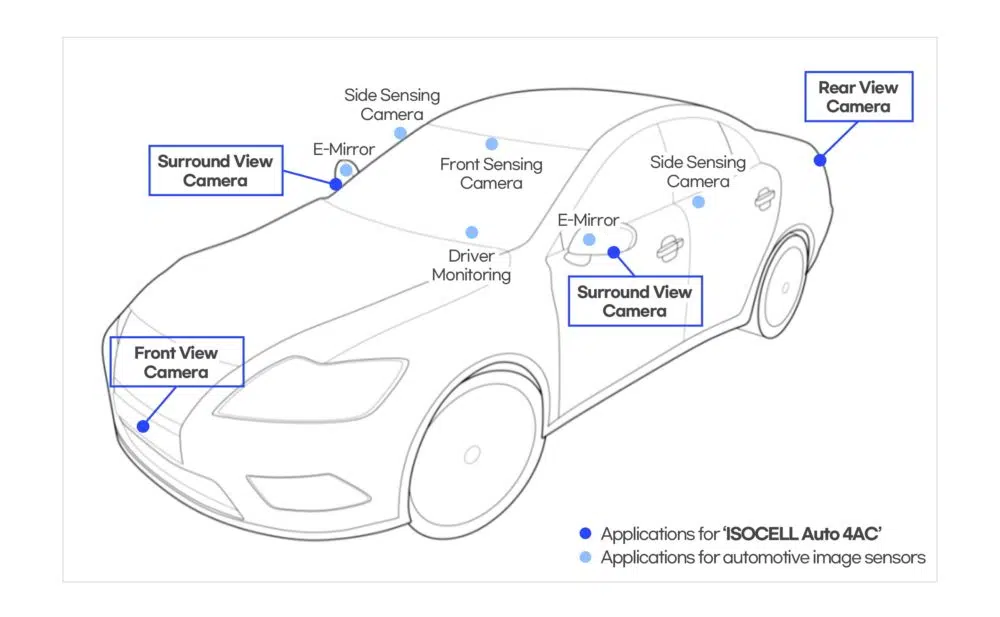 Side Sensing
Camera
Rear View
Camera
E-Mirror
Surround View
Camera
Front Sensing
Camera
Side Sensing
Camera
E-Mirror
Driver
Monitoring
Surround View
Camera
Front View
Camera
Applications for ‘ISOCELL Auto 4AC’
Applications for automotive image sensors